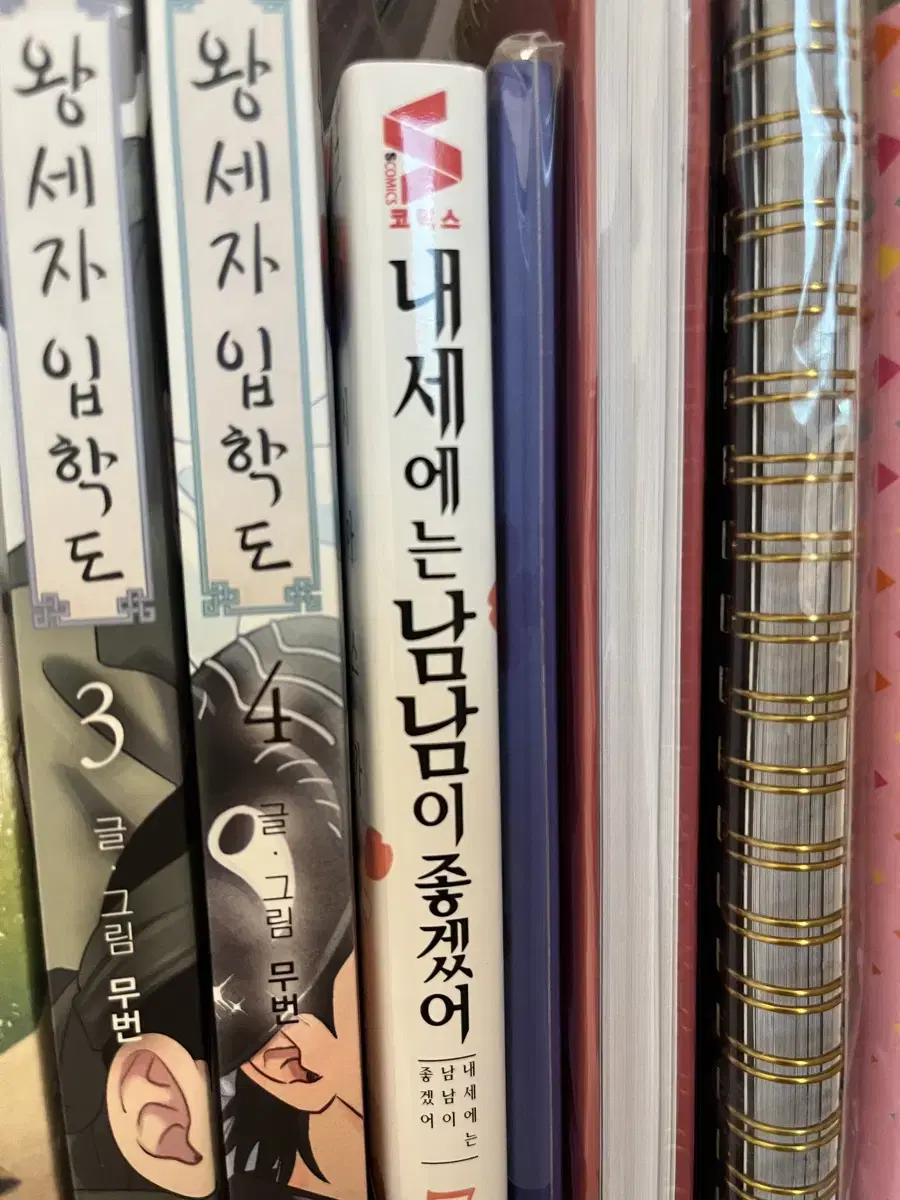 왕세자 입학도
3
글·그림 무번
왕세자 입학도
4
글·그림 무번
SCOMICS
코믹스
내세에는 남남이 좋겠어
내세에는
남남이
좋겠어